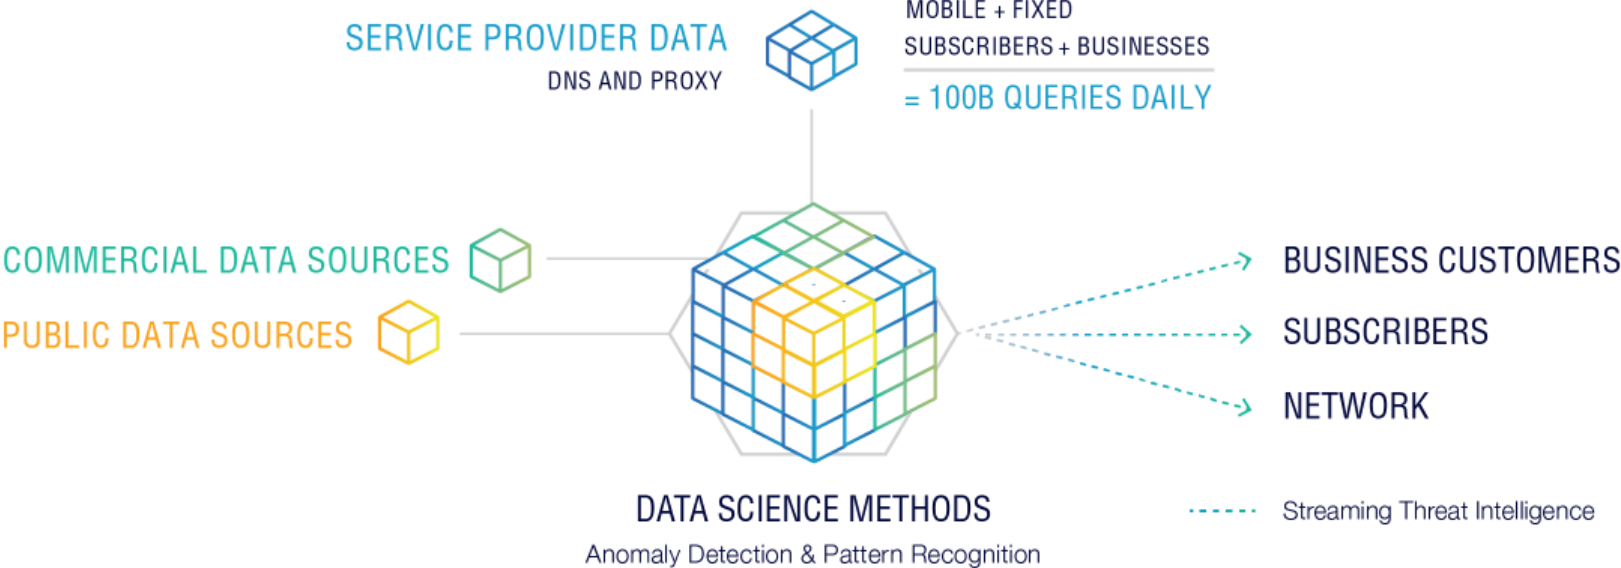 SERVICE PROVIDER DATA
DNS AND PROXY
MOBILE + FIXED
SUBSCRIBERS + BUSINESSES
= 100B QUERIES DAILY
COMMERCIAL DATA SOURCES
PUBLIC DATA SOURCES
BUSINESS CUSTOMERS
SUBSCRIBERS
NETWORK
DATA SCIENCE METHODS
Anomaly Detection & Pattern Recognition
Streaming Threat Intelligence